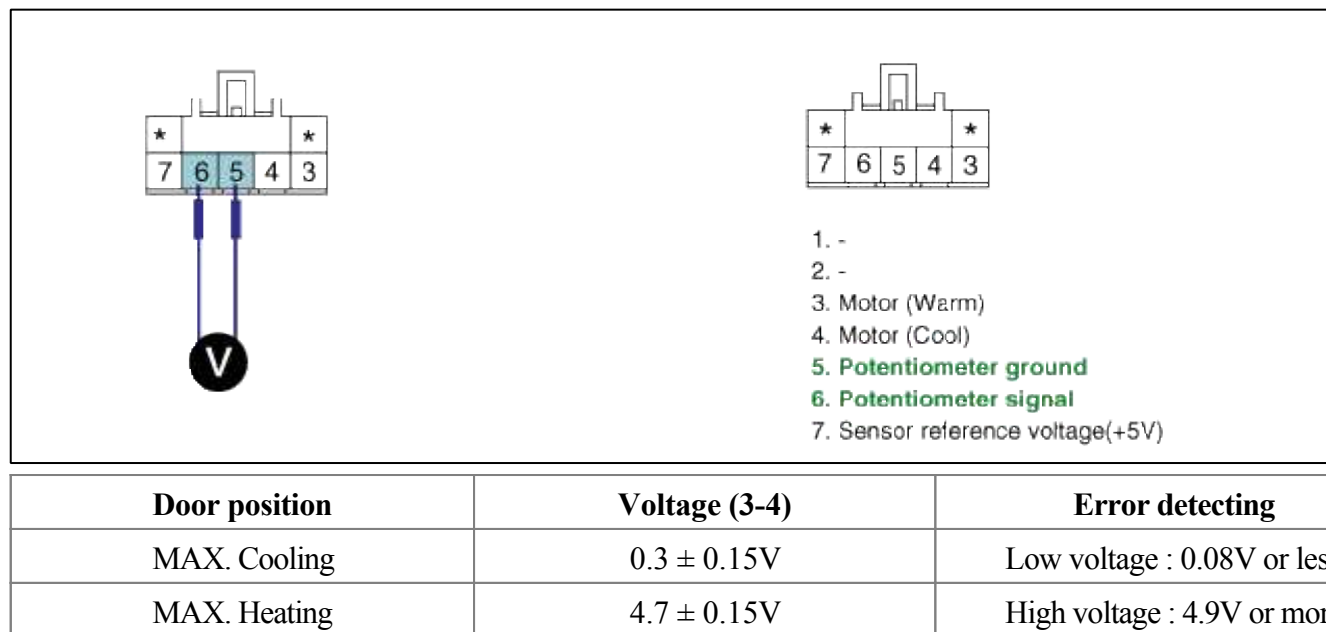 * *
7 6 5 4 3
V
* *
7 6 5 4 3
1. -
2. -
3. Motor (Warm)
4. Motor (Cool)
5. Potentiometer ground
6. Potentiometer signal
7. Sensor reference voltage(+5V)
Door position Voltage (3-4) Error detecting
MAX. Cooling 0.3 ± 0.15V Low voltage : 0.08V or les
MAX. Heating 4.7 ± 0.15V High voltage : 4.9V or mor